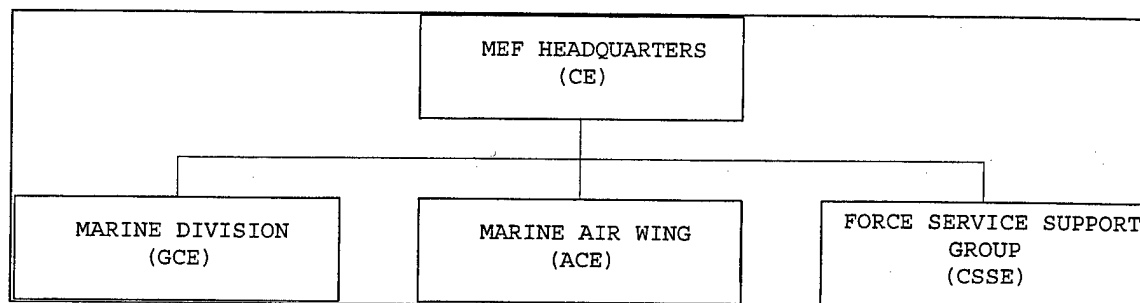 MEF HEADQUARTERS
(CE)
MARINE DIVISION
(GCE)
MARINE AIR WING
(ACE)
FORCE SERVICE SUPPORT
GROUP
(CSSE)